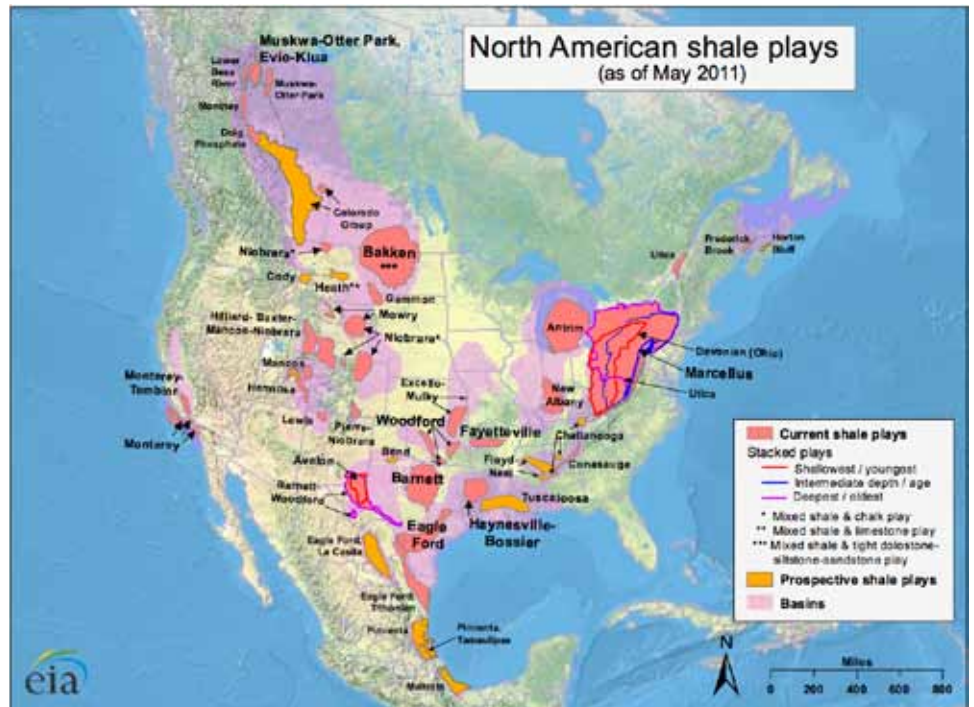 North American shale plays
(as of May 2011)
Muskwa-Otter Park,
Evie-Klua
Lower
Besa
River
Muskwa-
Otter Park
Montney
Doig
Phosphate
Colorado
Group
Niobrara*
Bakken
***
Cody
Heath**
Gammon
Mowry
Hilliard-Baxter-
Mancos-Niobrara
Niobrara*
Mancos
Hermosa
Lewis
Pierre-
Niobrara
Monterey-
Temblor
Monterey
Excello-
Mulky
Woodford
Fayetteville
Bend
Avalon
Barnett-
Woodford
Barnett
Eagle
Ford
Haynesville-
Bossier
Tuscaloosa
Floyd
Neal
Conasauga
Chattanooga
New
Albany
Antrim
Utica
Frederick
Brook
Horton
Bluff
Devonian (Ohio)
Marcellus
Utica
Eagle Ford,
La Casita
Eagle Ford,
Tithonian
Pimienta
Pimienta,
Tamaulipas
Maltrata
Current shale plays
Stacked plays
Shallowest / youngest
Intermediate depth / age
Deepest / oldest
* Mixed shale & chalk play
** Mixed shale & limestone play
*** Mixed shale & tight dolostone-
siltstone-sandstone play
Prospective shale plays
Basins
N
Miles
0 200 400 600 800
eia